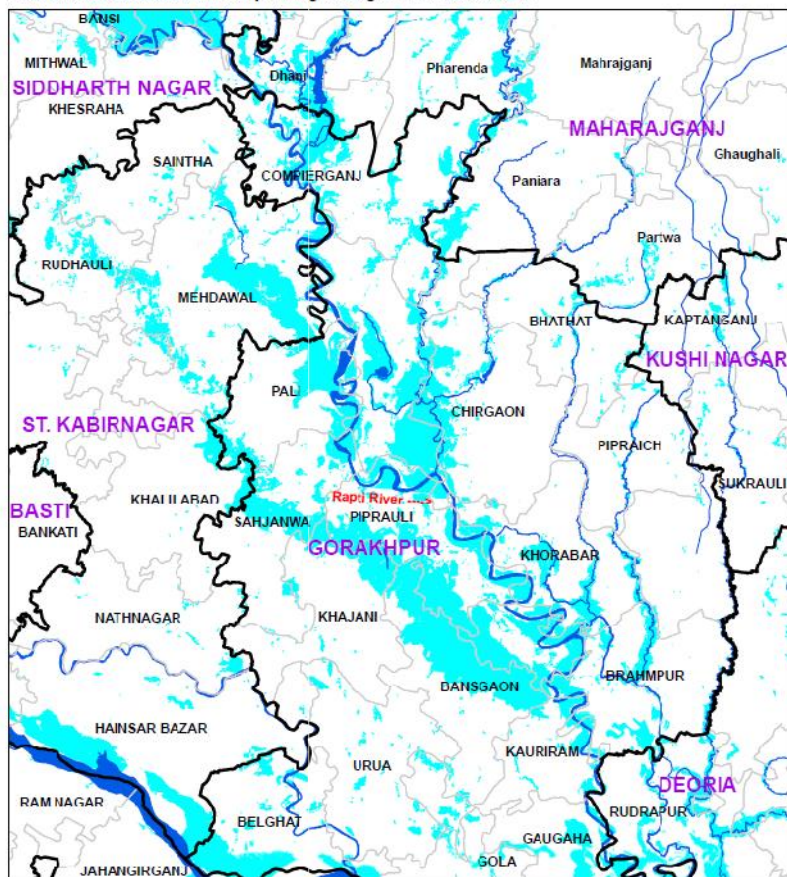 BANSI
MITHWAL
Dhani
Pharenda
Mahrajganj
SIDDHARTH NAGAR
KHESRAHA
MAHARAJGANJ
SAINTHA
Ghaughali
COMPIERGANJ
Paniara
Partwa
RUDHAULI
MEHDAWAL
BHATHAT
KAPTANGANJ
KUSHI NAGAR
PALI
CHIRGAON
ST. KABIRNAGAR
PIPRAICH
SUKRAULI
KHALILABAD
Rapti River
BASTI
SAHJANWA
PIPRAULI
BANKATI
GORAKHPUR
KHORABAR
NATHNAGAR
KHAJANI
BRAHMPUR
DANSGAON
HAINSAR BAZAR
KAURIRAM
URUA
DEORIA
RAM NAGAR
RUDRAPUR
BELGHAT
GAUGAHA
GOLA
JAHANGIRGANJ